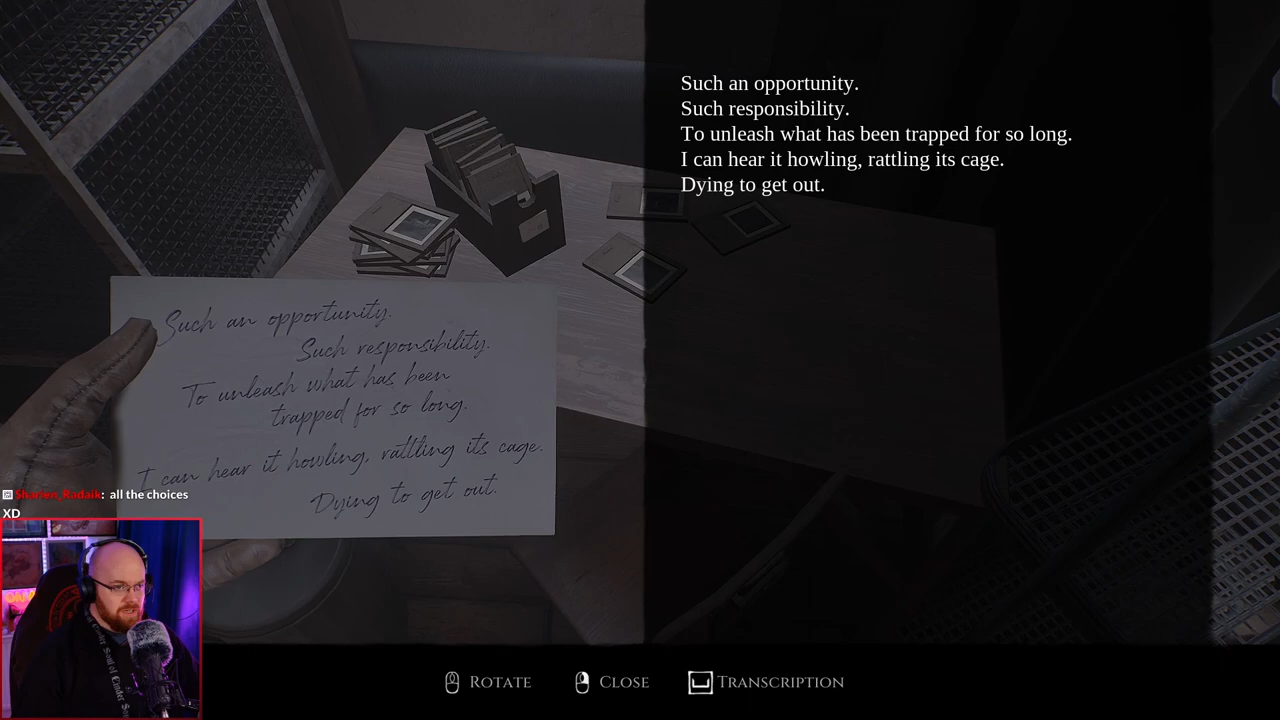 Such an opportunity.
Such responsibility.
To unleash what has been trapped for so long.
I can hear it howling, rattling its cage.
Dying to get out.
Such an opportunity.
Such responsibility.
To unleash what has been
trapped for so long.
I can hear it howling, rattling its cage.
Dying to get out.
Shaden_Radaik: all the choices
XD
ROTATE
CLOSE
TRANSCRIPTION